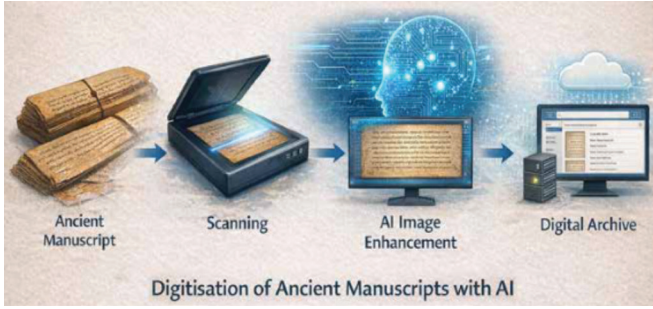 Ancient
Manuscript
Scanning
AI Image
Enhancement
Digital Archive
Digitisation of Ancient Manuscripts with AI